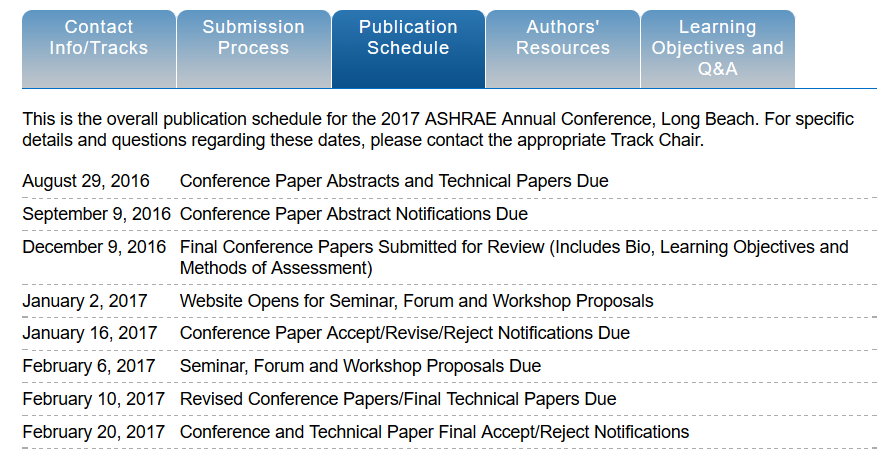 Contact
Info/Tracks
Submission
Process
Publication
Schedule
Authors'
Resources
Learning
Objectives and
Q&A
This is the overall publication schedule for the 2017 ASHRAE Annual Conference, Long Beach. For specific
details and questions regarding these dates, please contact the appropriate Track Chair.
August 29, 2016 Conference Paper Abstracts and Technical Papers Due
September 9, 2016 Conference Paper Abstract Notifications Due
December 9, 2016 Final Conference Papers Submitted for Review (Includes Bio, Learning Objectives and
Methods of Assessment)
January 2, 2017 Website Opens for Seminar, Forum and Workshop Proposals
January 16, 2017 Conference Paper Accept/Revise/Reject Notifications Due
February 6, 2017 Seminar, Forum and Workshop Proposals Due
February 10, 2017 Revised Conference Papers/Final Technical Papers Due
February 20, 2017 Conference and Technical Paper Final Accept/Reject Notifications